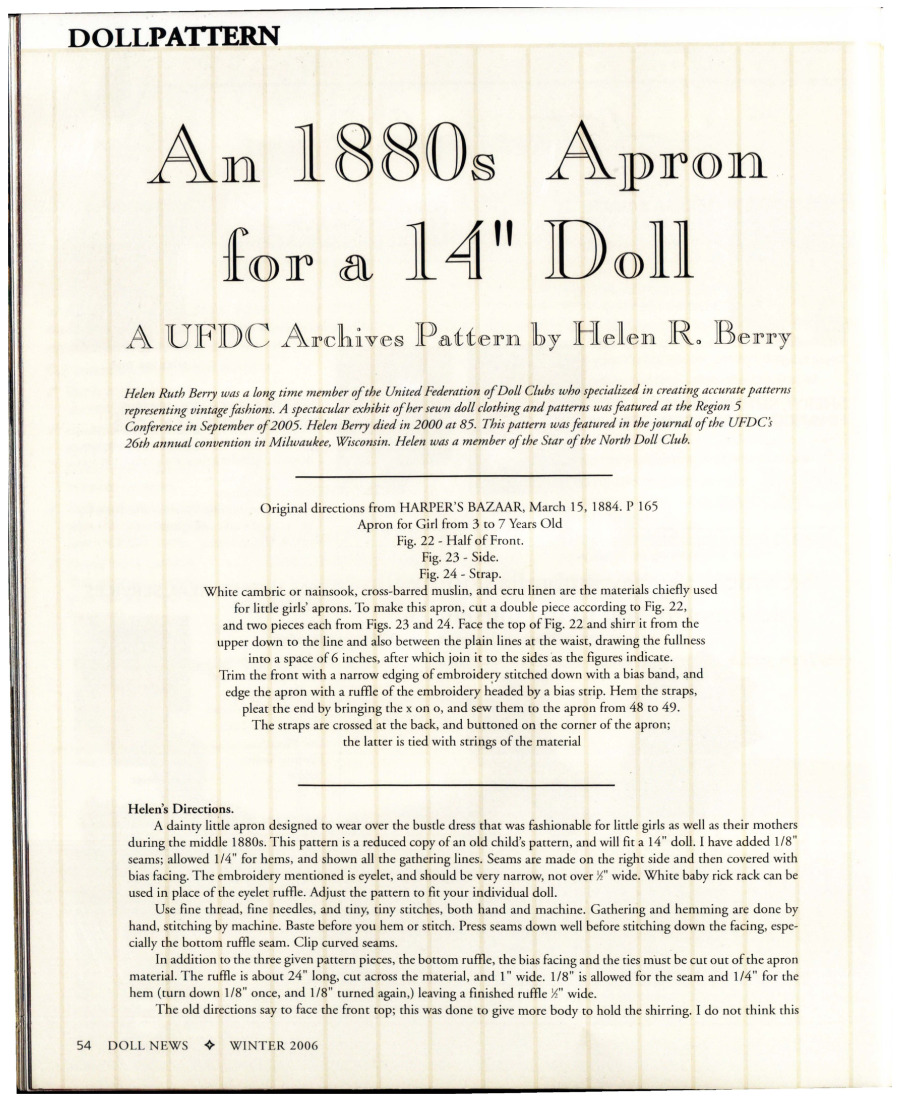 DOLLPATTERN
An 1880s Apron
for a 14" Doll
A UFDC Archives Pattern by Helen R. Berry
Helen Ruth Berry was a long time member of the United Federation of Doll Clubs who specialized in creating accurate patterns
representing vintage fashions. A spectacular exhibit of her sewn doll clothing and patterns was featured at the Region 5
Conference in September of 2005. Helen Berry died in 2000 at 85. This pattern was featured in the journal of the UFDC's
26th annual convention in Milwaukee, Wisconsin. Helen was a member of the Star of the North Doll Club.
Original directions from HARPER'S BAZAAR, March 15, 1884. P 165
Apron for Girl from 3 to 7 Years Old
Fig. 22 - Half of Front.
Fig. 23 - Side.
Fig. 24 - Strap.
White cambric or nainsook, cross-barred muslin, and ecru linen are the materials chiefly used
for little girls' aprons. To make this apron, cut a double piece according to Fig. 22,
and two pieces each from Figs. 23 and 24. Face the top of Fig. 22 and shirr it from the
upper down to the line and also between the plain lines at the waist, drawing the fullness
into a space of 6 inches, after which join it to the sides as the figures indicate.
Trim the front with a narrow edging of embroidery stitched down with a bias band, and
edge the apron with a ruffle of the embroidery headed by a bias strip. Hem the straps,
pleat the end by bringing the x on o, and sew them to the apron from 48 to 49.
The straps are crossed at the back, and buttoned on the corner of the apron;
the latter is tied with strings of the material
Helen's Directions.
A dainty little apron designed to wear over the bustle dress that was fashionable for little girls as well as their mothers
during the middle 1880s. This pattern is a reduced copy of an old child's pattern, and will fit a 14" doll. I have added 1/8"
seams; allowed 1/4" for hems, and shown all the gathering lines. Seams are made on the right side and then covered with
bias facing. The embroidery mentioned is eyelet, and should be very narrow, not over ½" wide. White baby rick rack can be
used in place of the eyelet ruffle. Adjust the pattern to fit your individual doll.
Use fine thread, fine needles, and tiny, tiny stitches, both hand and machine. Gathering and hemming are done by
hand, stitching by machine. Baste before you hem or stitch. Press seams down well before stitching down the facing, espe-
cially the bottom ruffle seam. Clip curved seams.
In addition to the three given pattern pieces, the bottom ruffle, the bias facing and the ties must be cut out of the apron
material. The ruffle is about 24" long, cut across the material, and 1" wide. 1/8" is allowed for the seam and 1/4" for the
hem (turn down 1/8" once, and 1/8" turned again,) leaving a finished ruffle ½" wide.
The old directions say to face the front top; this was done to give more body to hold the shirring. I do not think this
54 DOLL NEWS ✧ WINTER 2006